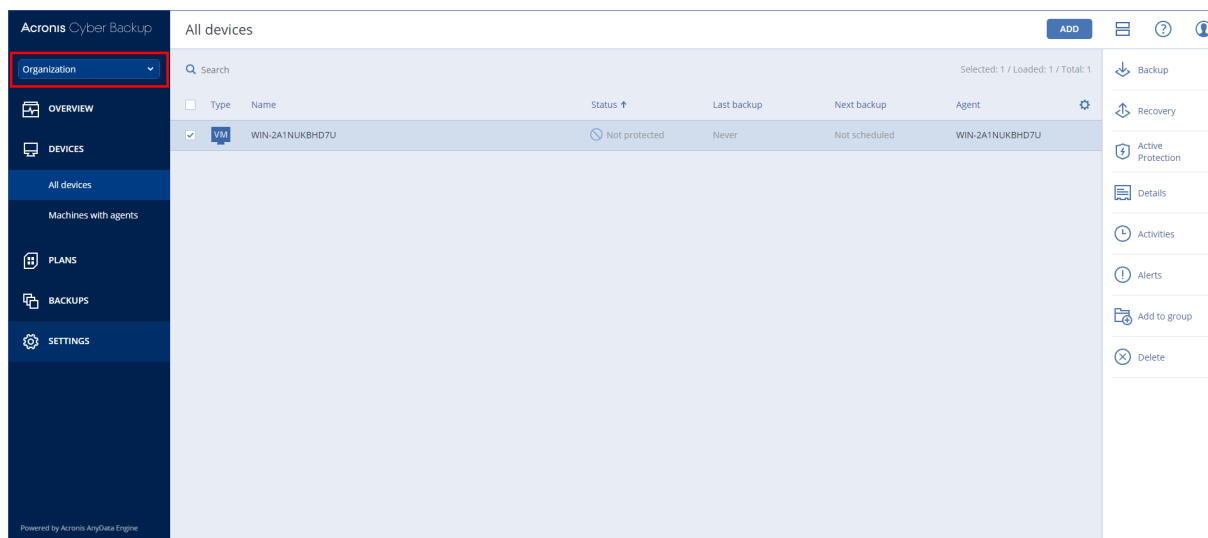 Acronis Cyber Backup
All devices
ADD
Organization
Search
Selected: 1 / Loaded: 1 / Total: 1
Type Name Status Last backup Next backup Agent
VM WIN-2A1NUKBHD7U Not protected Never Not scheduled WIN-2A1NUKBHD7U
OVERVIEW
DEVICES
All devices
Machines with agents
PLANS
BACKUPS
SETTINGS
Powered by Acronis AnyData Engine
Backup
Recovery
Active
Protection
Details
Activities
Alerts
Add to group
Delete